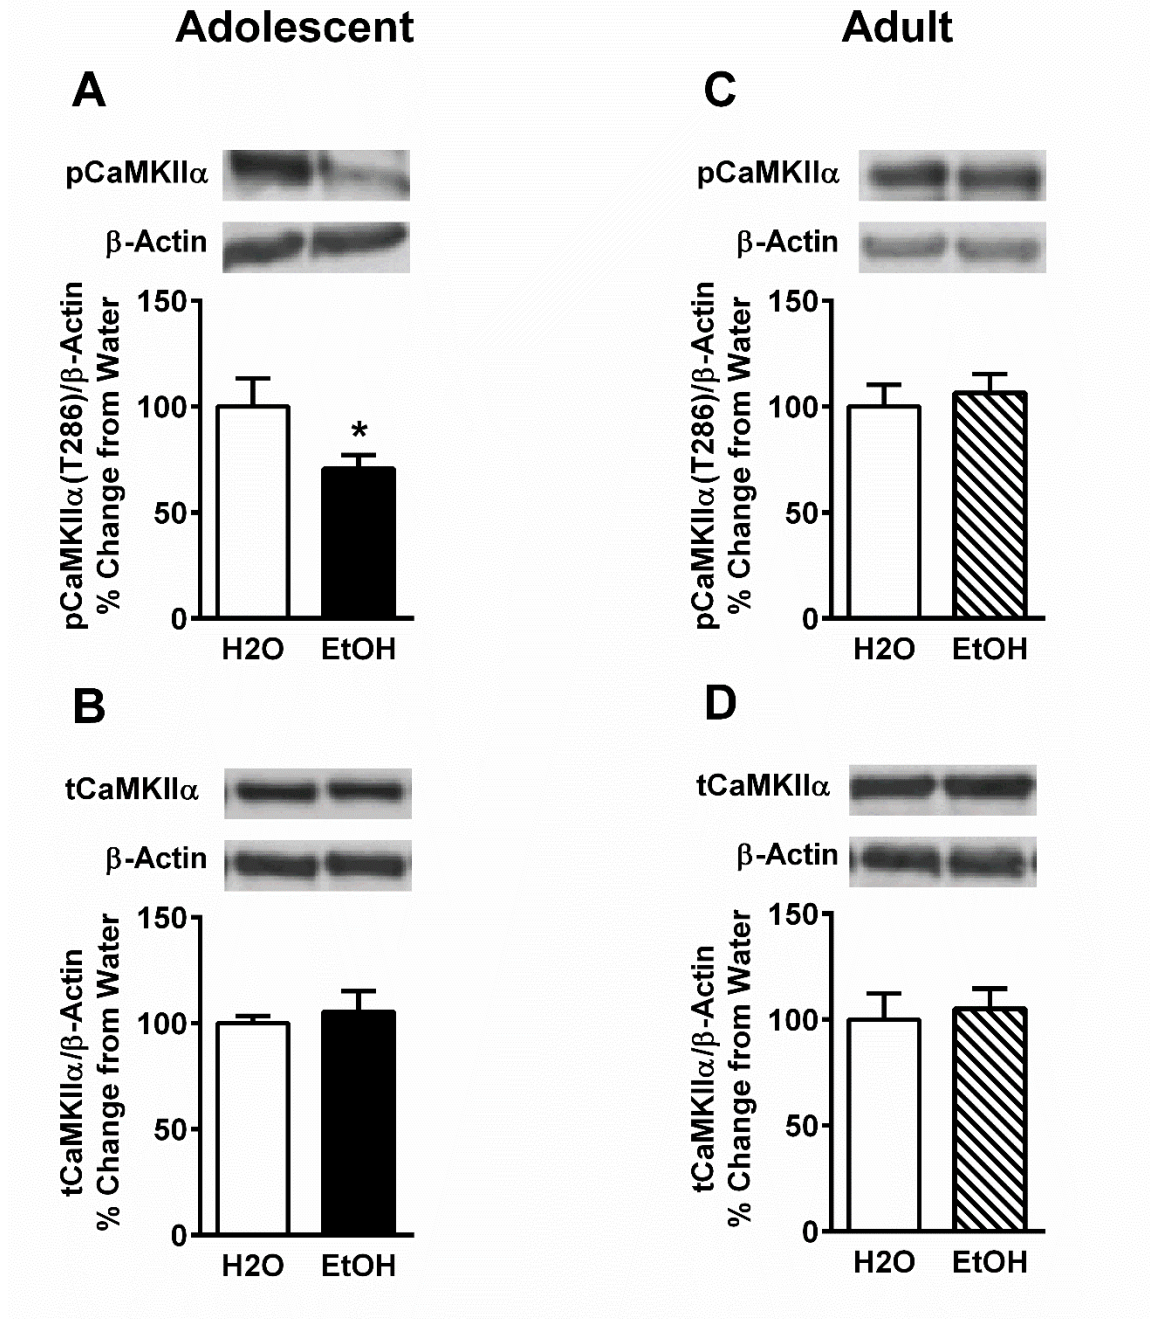 Adolescent
Adult
A
pCaMKIIα
β-Actin
pCaMKIIα(T286)/β-Actin
% Change from Water
150
100
50
0
*
H2O EtOH
C
pCaMKIIα
β-Actin
pCaMKIIα(T286)/β-Actin
% Change from Water
150
100
50
0
H2O EtOH
B
tCaMKIIα
β-Actin
tCaMKIIα/β-Actin
% Change from Water
150
100
50
0
H2O EtOH
D
tCaMKIIα
β-Actin
tCaMKIIα/β-Actin
% Change from Water
150
100
50
0
H2O EtOH